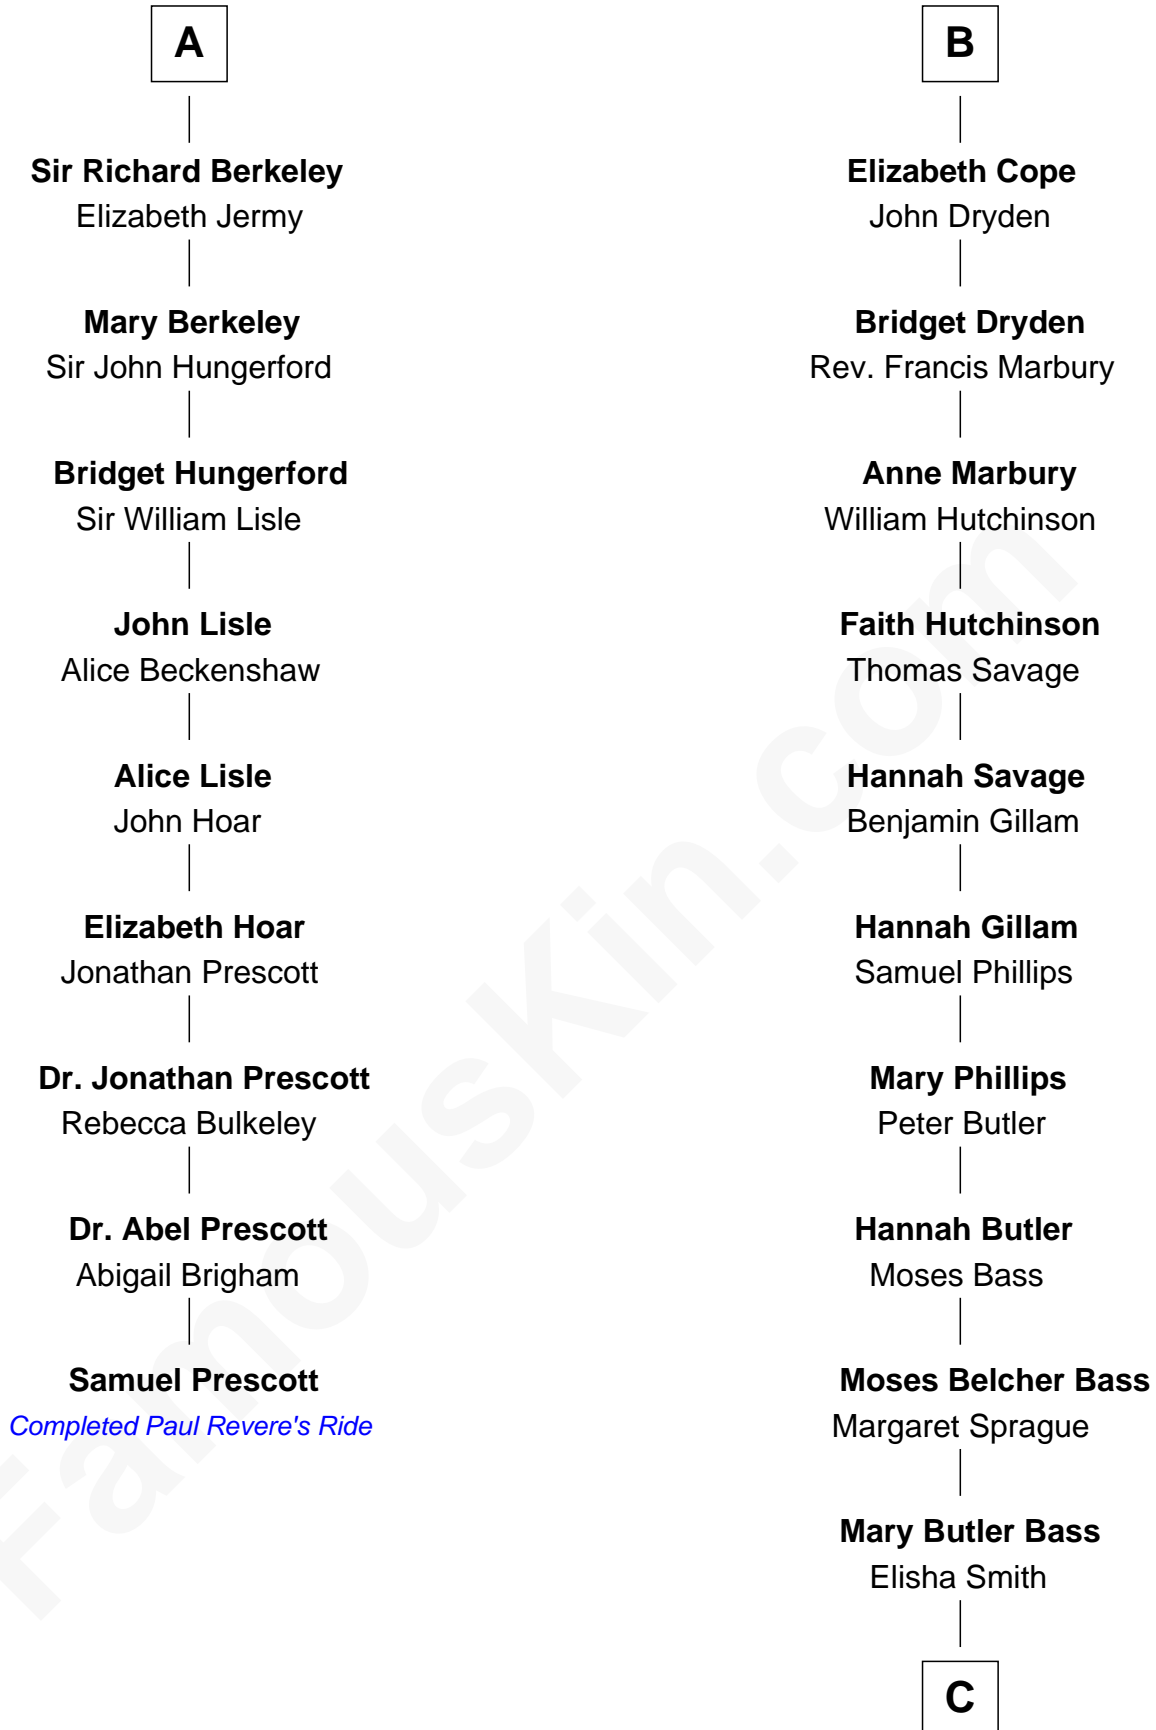 A
Sir Richard Berkeley
Elizabeth Jermy
Mary Berkeley
Sir John Hungerford
Bridget Hungerford
Sir William Lisle
John Lisle
Alice Beckenshaw
Alice Lisle
John Hoar
Elizabeth Hoar
Jonathan Prescott
Dr. Jonathan Prescott
Rebecca Bulkeley
Dr. Abel Prescott
Abigail Brigham
Samuel Prescott
Completed Paul Revere's Ride
B
Elizabeth Cope
John Dryden
Bridget Dryden
Rev. Francis Marbury
Anne Marbury
William Hutchinson
Faith Hutchinson
Thomas Savage
Hannah Savage
Benjamin Gillam
Hannah Gillam
Samuel Phillips
Mary Phillips
Peter Butler
Hannah Butler
Moses Bass
Moses Belcher Bass
Margaret Sprague
Mary Butler Bass
Elisha Smith
C
FamousKin.com